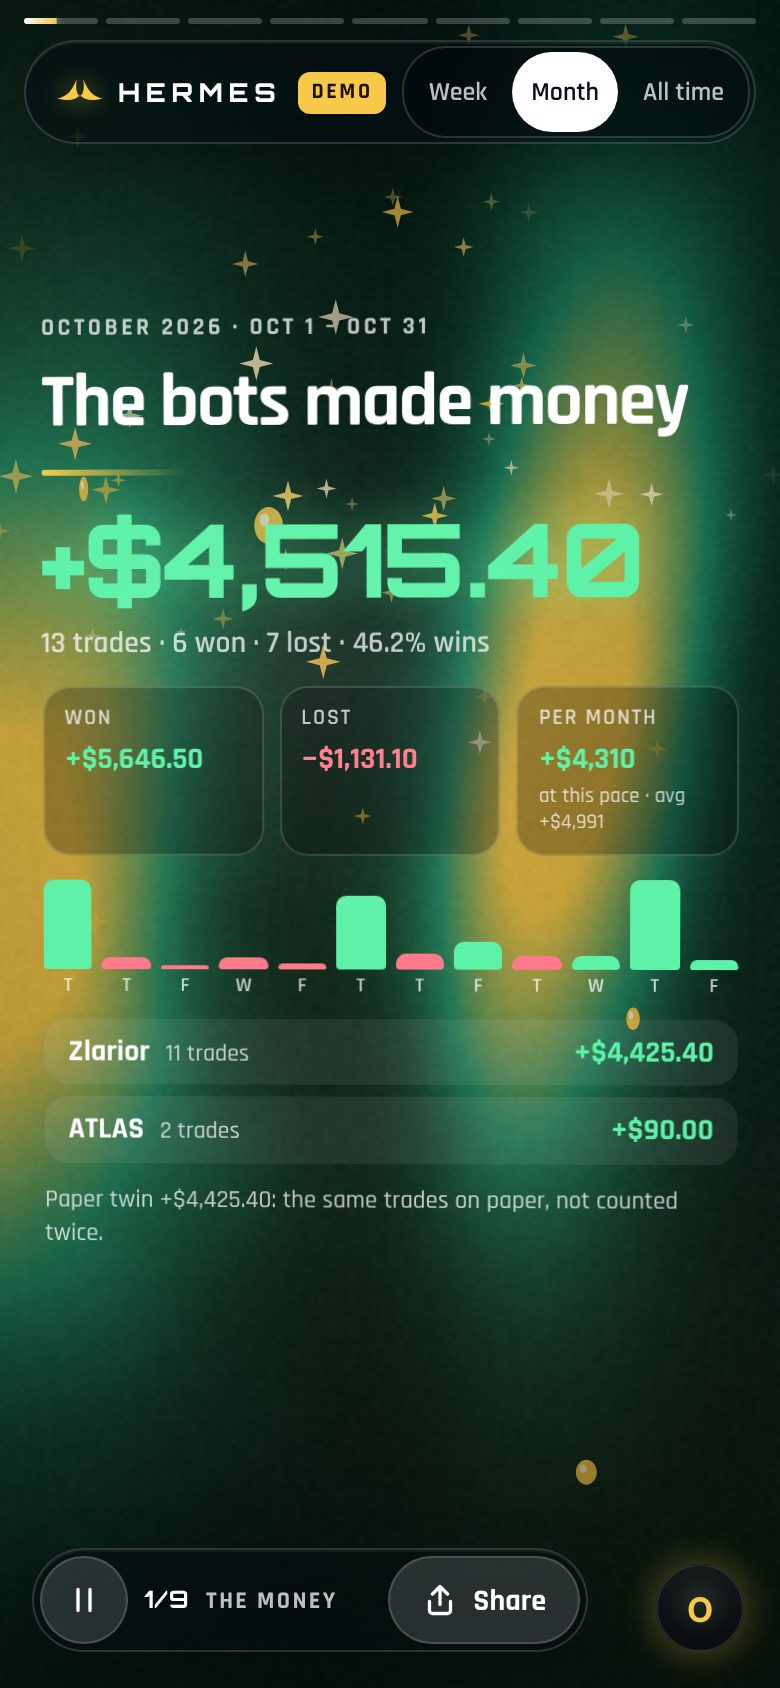 HERMES DEMO Week Month All time
OCTOBER 2026 · OCT 1 – OCT 31
The bots made money
+$4,515.40
13 trades · 6 won · 7 lost · 46.2% wins
WON
+$5,646.50
LOST
−$1,131.10
PER MONTH
+$4,310
at this pace · avg
+$4,991
T T F W F T T F T W T F
Zlarior 11 trades +$4,425.40
ATLAS 2 trades +$90.00
Paper twin +$4,425.40: the same trades on paper, not counted
twice.
1/9 THE MONEY Share O